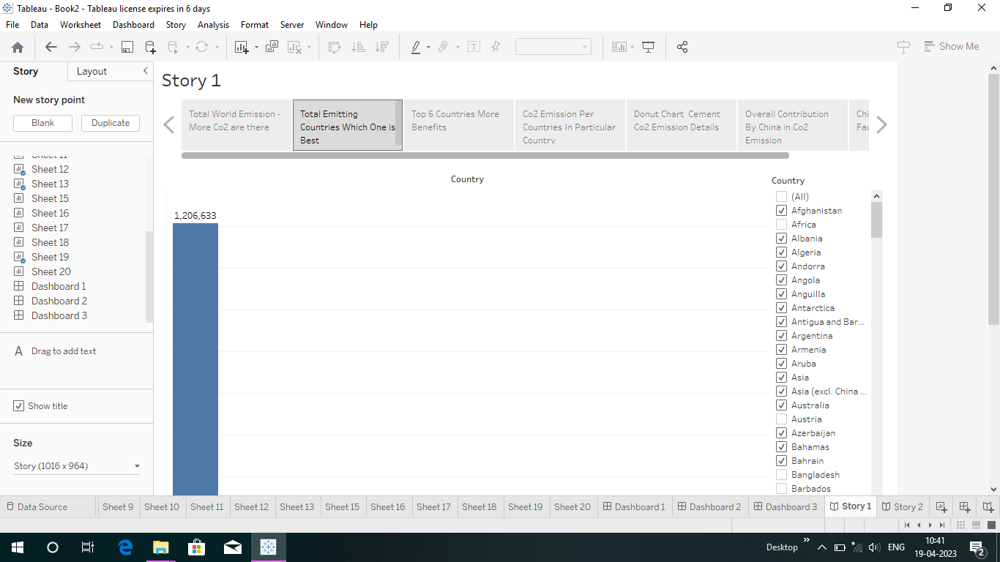 Tableau - Book2 - Tableau license expires in 6 days
File Data Worksheet Dashboard Story Analysis Format Server Window Help
Show Me
Story Layout
New story point
Blank Duplicate
Sheet 11
Sheet 12
Sheet 13
Sheet 15
Sheet 16
Sheet 17
Sheet 18
Sheet 19
Sheet 20
Dashboard 1
Dashboard 2
Dashboard 3
A Drag to add text
Show title
Size
Story (1016 x 964)
Story 1
Total World Emission -
More Co2 are there
Total Emitting
Countries Which One is
Best
Top 6 Countries More
Benefits
Co2 Emission Per
Countries In Particular
Country
Donut Chart Cement
Co2 Emission Details
Overall Contribution
By China in Co2
Emission
Chi
Fac
Country
1,206,633
Country
(All)
Afghanistan
Africa
Albania
Algeria
Andorra
Angola
Anguilla
Antarctica
Antigua and Bar...
Argentina
Armenia
Aruba
Asia
Asia (excl. China ...
Australia
Austria
Azerbaijan
Bahamas
Bahrain
Bangladesh
Barbados
Data Source Sheet 9 Sheet 10 Sheet 11 Sheet 12 Sheet 13 Sheet 15 Sheet 16 Sheet 17 Sheet 18 Sheet 19 Sheet 20 Dashboard 1 Dashboard 2 Dashboard 3 Story 1 Story 2
Desktop ENG
10:41
19-04-2023
2